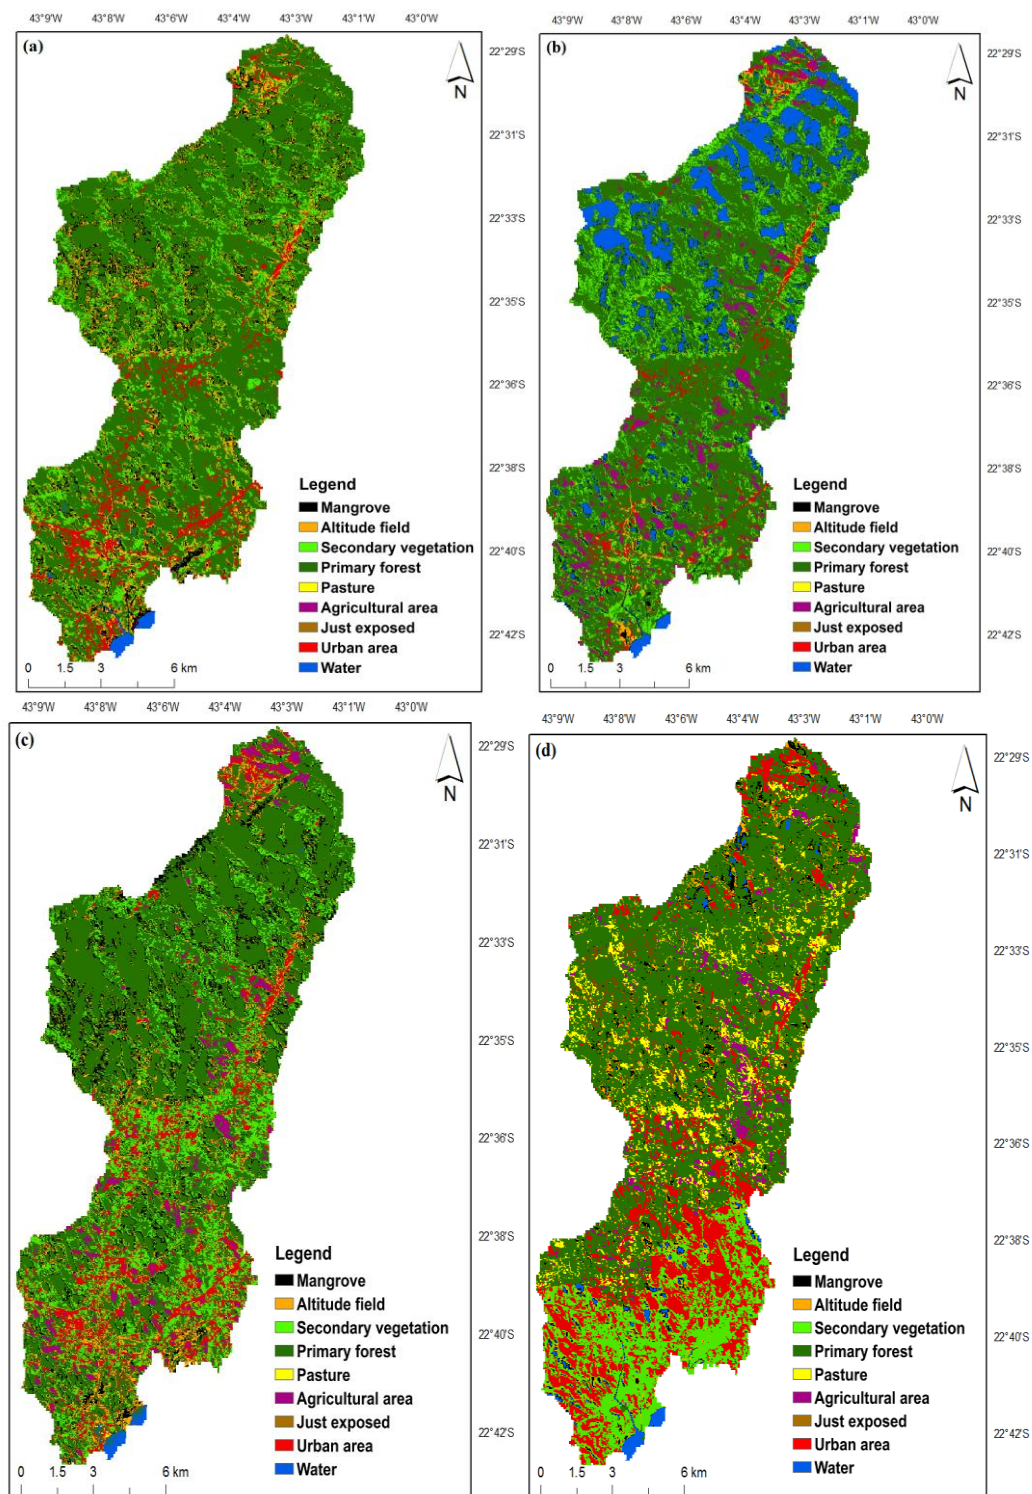 43°9'W 43°8'W 43°6'W 43°4'W 43°3'W 43°1'W 43°0'W
(a)
N
22°29'S
22°31'S
22°33'S
22°35'S
22°36'S
22°38'S
22°40'S
22°42'S
Legend
Mangrove
Altitude field
Secondary vegetation
Primary forest
Pasture
Agricultural area
Just exposed
Urban area
Water
0 1.5 3 6 km
43°9'W 43°8'W 43°6'W 43°4'W 43°3'W 43°1'W 43°0'W
(b)
N
22°29'S
22°31'S
22°33'S
22°35'S
22°36'S
22°38'S
22°40'S
22°42'S
Legend
Mangrove
Altitude field
Secondary vegetation
Primary forest
Pasture
Agricultural area
Just exposed
Urban area
Water
0 1.5 3 6 km
43°9'W 43°8'W 43°6'W 43°4'W 43°3'W 43°1'W 43°0'W
(c)
N
22°29'S
22°31'S
22°33'S
22°35'S
22°36'S
22°38'S
22°40'S
22°42'S
Legend
Mangrove
Altitude field
Secondary vegetation
Primary forest
Pasture
Agricultural area
Just exposed
Urban area
Water
0 1.5 3 6 km
43°9'W 43°8'W 43°6'W 43°4'W 43°3'W 43°1'W 43°0'W
(d)
N
22°29'S
22°31'S
22°33'S
22°35'S
22°36'S
22°38'S
22°40'S
22°42'S
Legend
Mangrove
Altitude field
Secondary vegetation
Primary forest
Pasture
Agricultural area
Just exposed
Urban area
Water
0 1.5 3 6 km